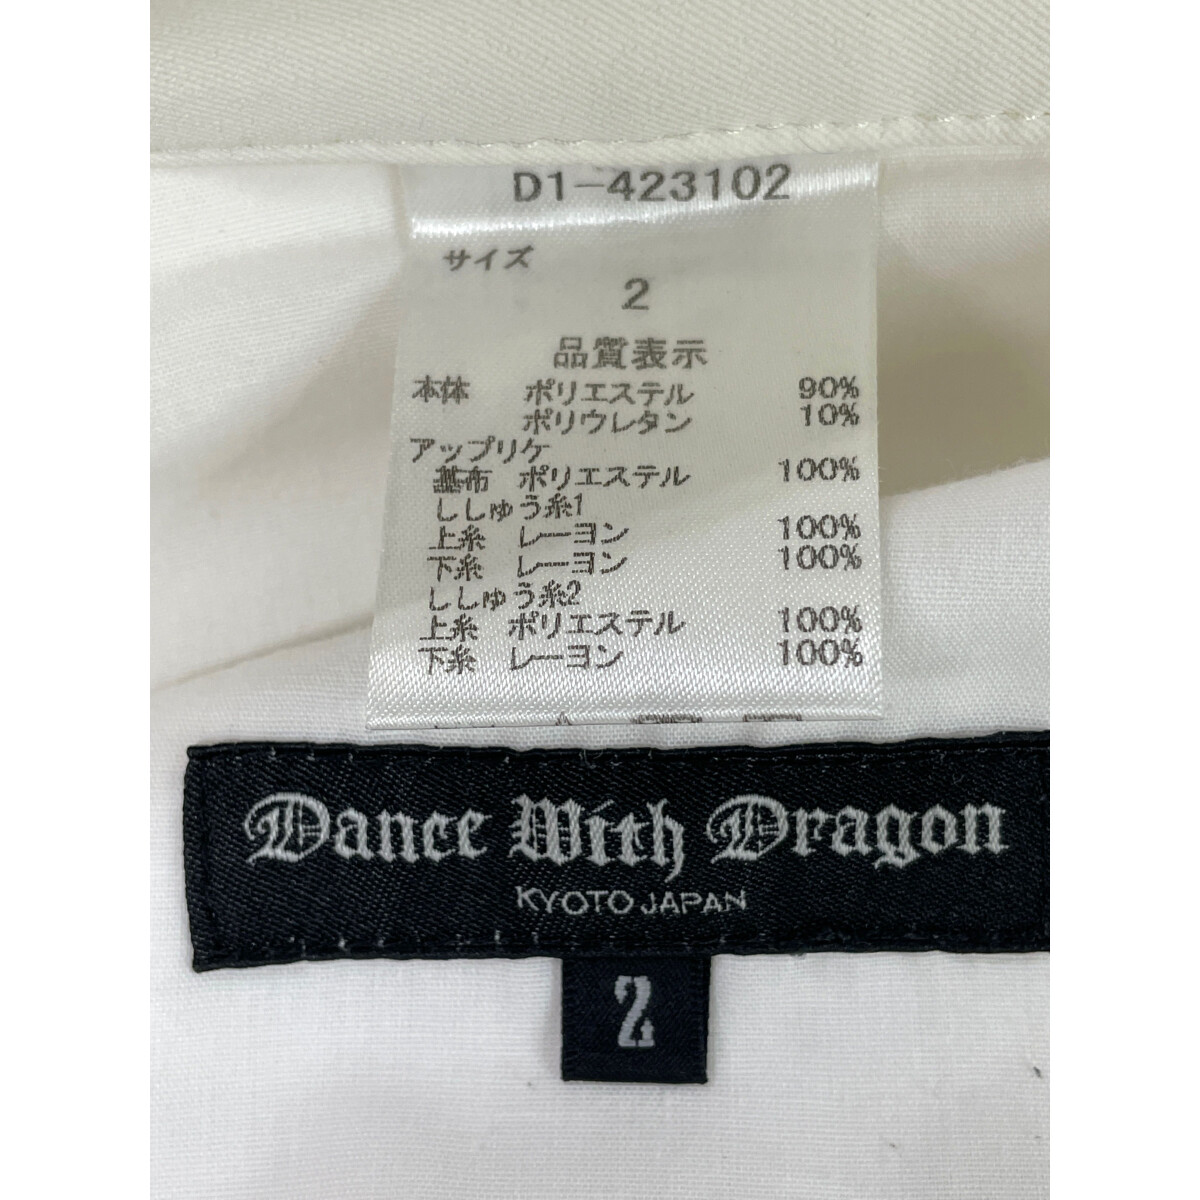 D1-423102
サイズ
2
品質表示
本体 ポリエステル 90%
ポリウレタン 10%
アップリケ
基布 ポリエステル 100%
ししゅう糸1
上糸 レーヨン 100%
下糸 レーヨン 100%
ししゅう糸2
上糸 ポリエステル 100%
下糸 レーヨン 100%
Dance With Dragon
KYOTO JAPAN
2